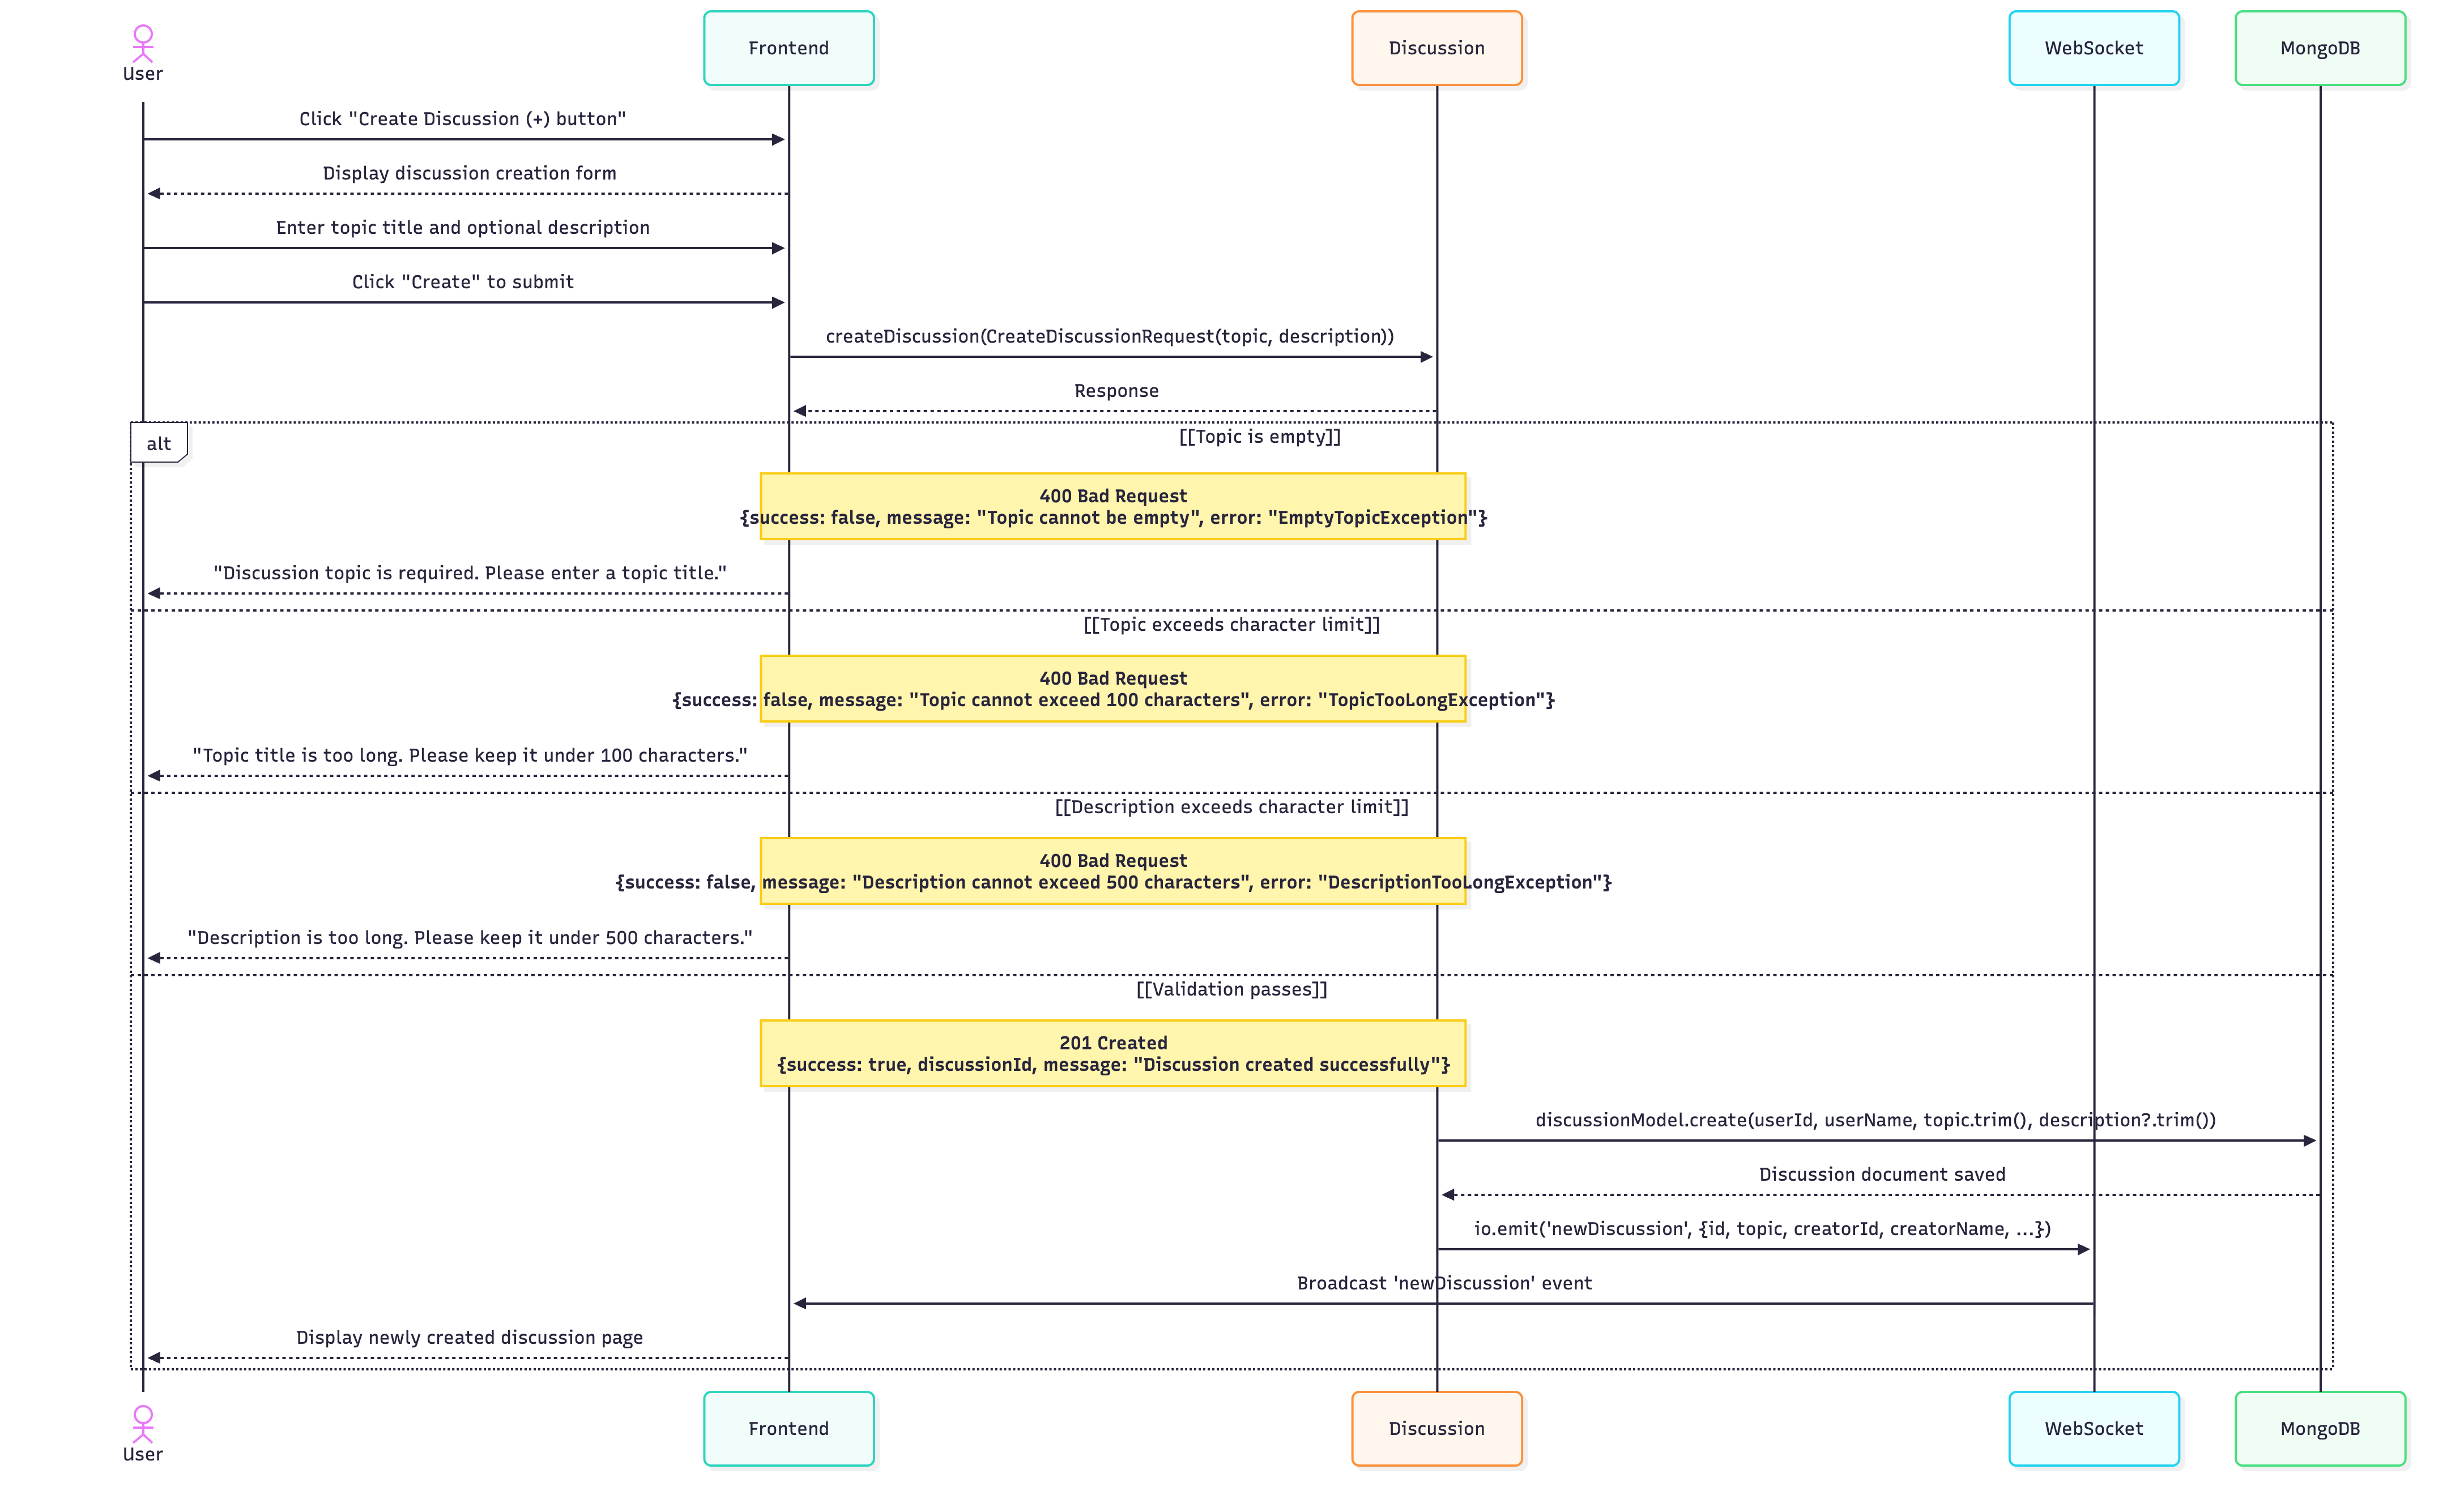 User
Frontend
Discussion
WebSocket
MongoDB
Click "Create Discussion (+) button"
Display discussion creation form
Enter topic title and optional description
Click "Create" to submit
createDiscussion(CreateDiscussionRequest(topic, description))
Response
alt
[[Topic is empty]]
400 Bad Request
{success: false, message: "Topic cannot be empty", error: "EmptyTopicException"}
"Discussion topic is required. Please enter a topic title."
[[Topic exceeds character limit]]
400 Bad Request
{success: false, message: "Topic cannot exceed 100 characters", error: "TopicTooLongException"}
"Topic title is too long. Please keep it under 100 characters."
[[Description exceeds character limit]]
400 Bad Request
{success: false, message: "Description cannot exceed 500 characters", error: "DescriptionTooLongException"}
"Description is too long. Please keep it under 500 characters."
[[Validation passes]]
201 Created
{success: true, discussionId, message: "Discussion created successfully"}
discussionModel.create(userId, userName, topic.trim(), description?.trim())
Discussion document saved
io.emit('newDiscussion', {id, topic, creatorId, creatorName, ...})
Broadcast 'newDiscussion' event
Display newly created discussion page
User
Frontend
Discussion
WebSocket
MongoDB